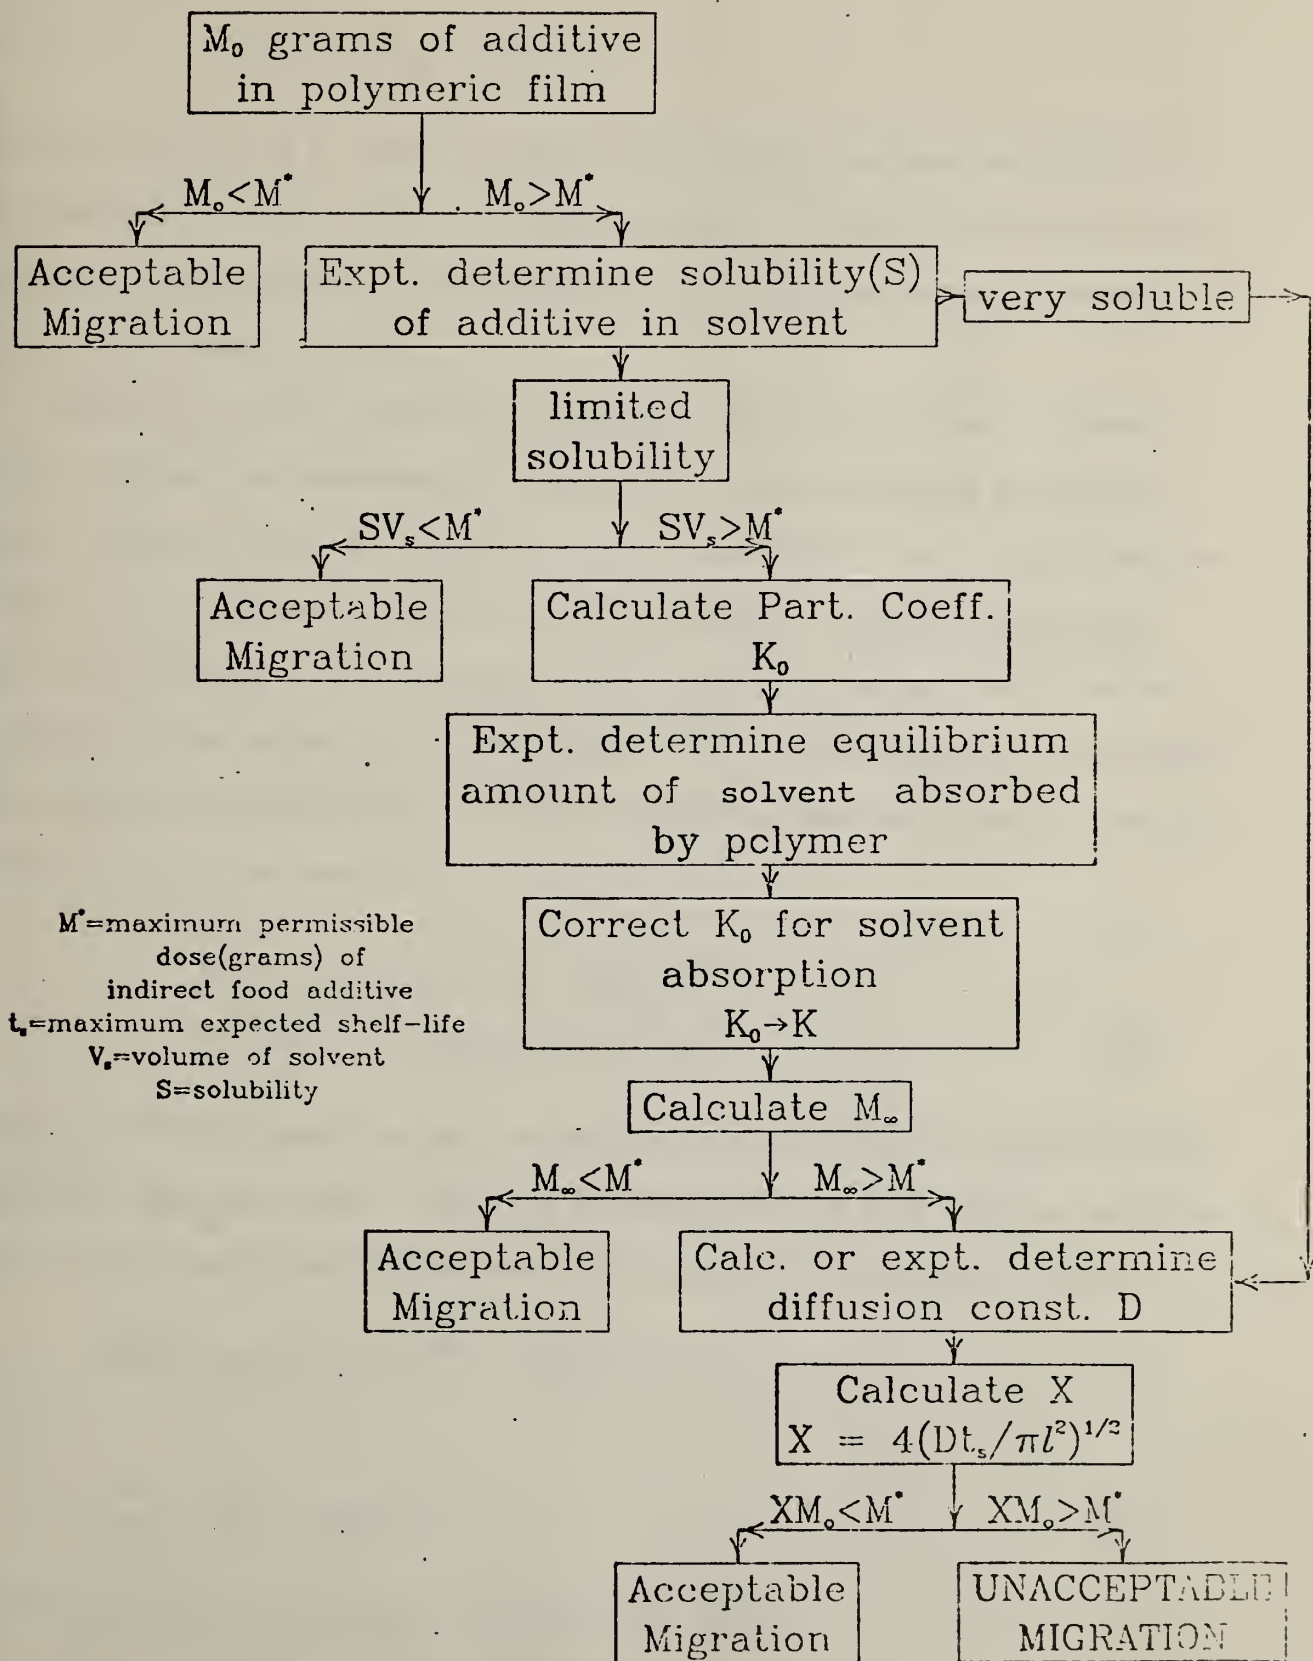 M₀ grams of additive
in polymeric film
M₀<M* M₀>M*
Acceptable
Migration
Expt. determine solubility(S)
of additive in solvent
very soluble
limited
solubility
SVₛ<M* SVₛ>M*
Acceptable
Migration
Calculate Part. Coeff.
K₀
Expt. determine equilibrium
amount of solvent absorbed
by polymer
Correct K₀ for solvent
absorption
K₀→K
M*=maximum permissible
dose(grams) of
indirect food additive
tₛ=maximum expected shelf-life
Vₛ=volume of solvent
S=solubility
Calculate M∞
M∞<M* M∞>M*
Acceptable
Migration
Calc. or expt. determine
diffusion const. D
Calculate X
X = 4(Dtₛ/πl²)¹/²
XM₀<M* XM₀>M*
Acceptable
Migration
UNACCEPTABLE
MIGRATION